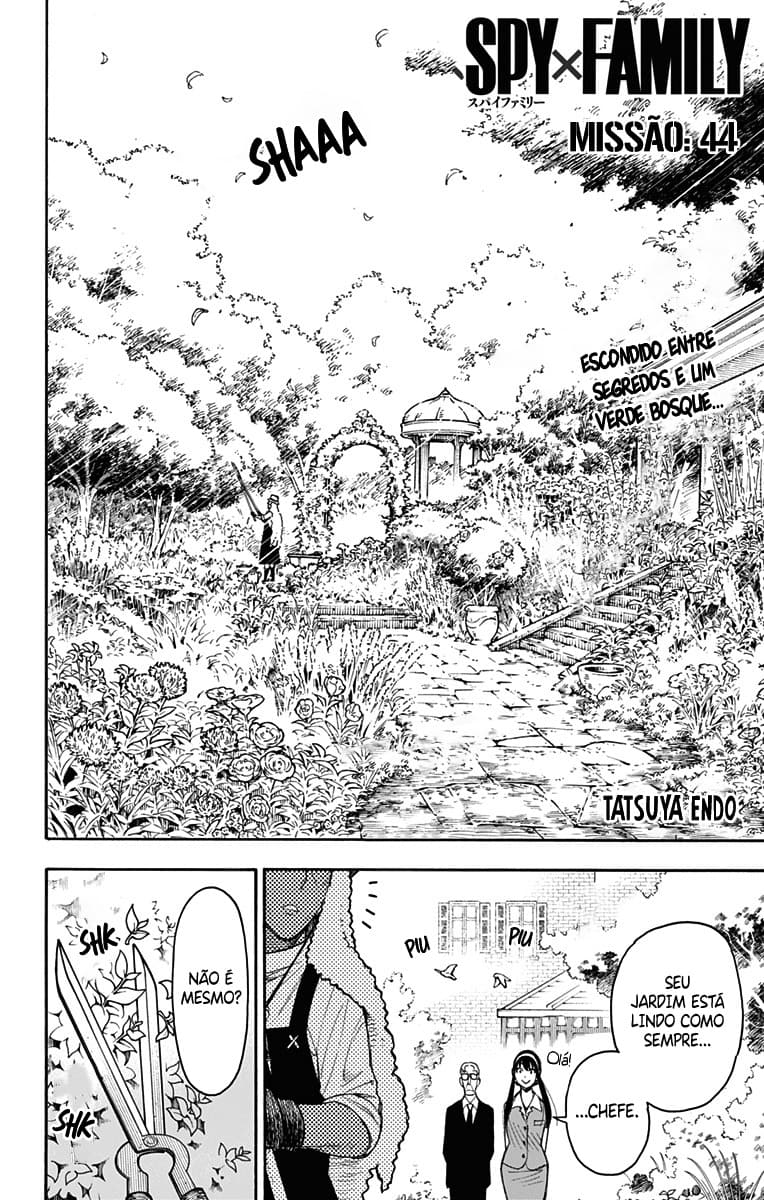 SPY×FAMILY
スパイファミリー
MISSÃO: 44
SHAAA
ESCONDIDO ENTRE
SEGREDOS E UM
VERDE BOSQUE...
TATSUYA ENDO
SEU
JARDIM ESTÁ
LINDO COMO
SEMPRE...
...CHEFE.
Olá!
PIU
PIU
NÃO É
MESMO?
SHK
SHK